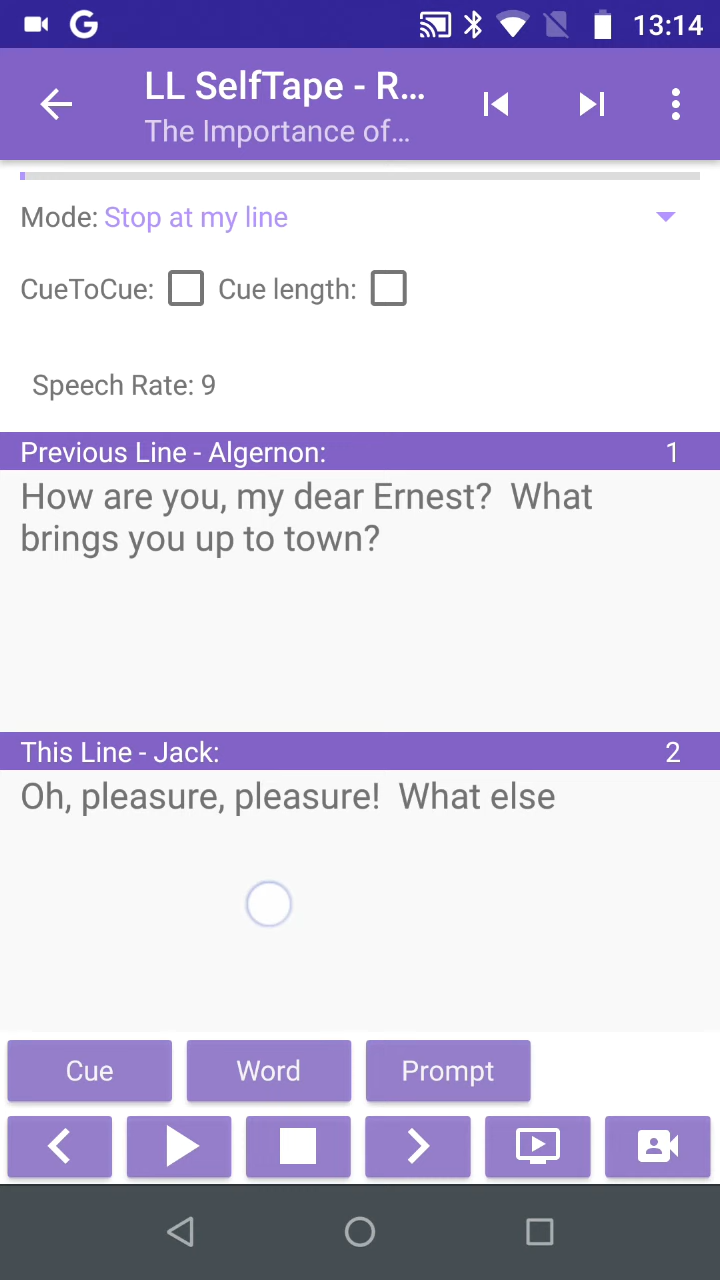 13:14
LL SelfTape - R...
The Importance of...
Mode: Stop at my line
CueToCue: Cue length:
Speech Rate: 9
Previous Line - Algernon: 1
How are you, my dear Ernest?  What
brings you up to town?
This Line - Jack: 2
Oh, pleasure, pleasure!  What else
Cue Word Prompt